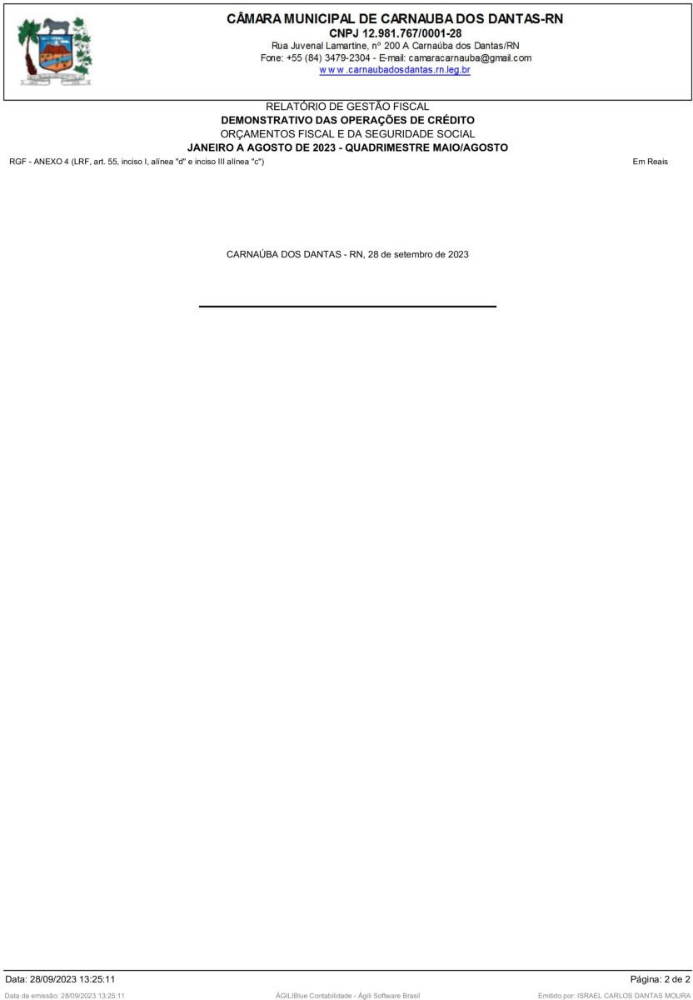 CÂMARA MUNICIPAL DE CARNAUBA DOS DANTAS-RN
CNPJ 12.981.767/0001-28
Rua Juvenal Lamartine, nº 200 A Carnaúba dos Dantas/RN
Fone: +55 (84) 3479-2304 - E-mail: camaracarnauba@gmail.com
www.carnaubadosdantas.rn.leg.br
RELATÓRIO DE GESTÃO FISCAL
DEMONSTRATIVO DAS OPERAÇÕES DE CRÉDITO
ORÇAMENTOS FISCAL E DA SEGURIDADE SOCIAL
JANEIRO A AGOSTO DE 2023 - QUADRIMESTRE MAIO/AGOSTO
RGF - ANEXO 4 (LRF, art. 55, inciso I, alínea "d" e inciso III alínea "c") Em Reais
CARNAÚBA DOS DANTAS - RN, 28 de setembro de 2023
Data: 28/09/2023 13:25:11 Página: 2 de 2
Data da emissão: 28/09/2023 13:25:11 ÁGILIBlue Contabilidade - Ágili Software Brasil Emitido por: ISRAEL CARLOS DANTAS MOURA